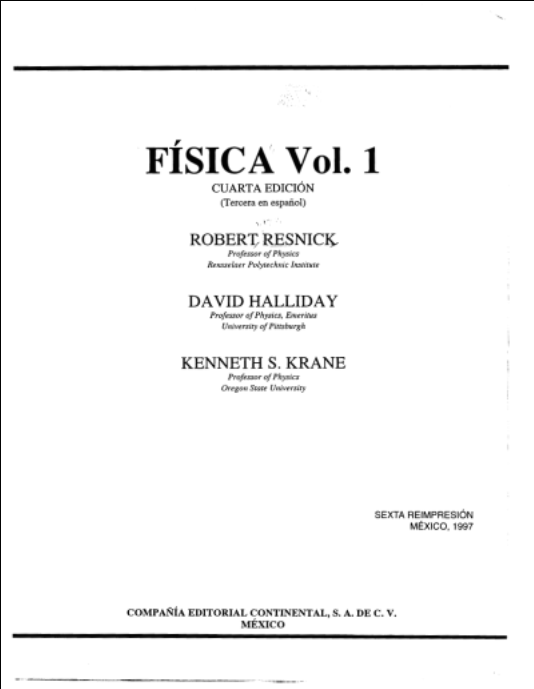 FÍSICA Vol. 1
CUARTA EDICIÓN
(Tercera en español)
ROBERT RESNICK
Professor of Physics
Rensselaer Polytechnic Institute
DAVID HALLIDAY
Professor of Physics, Emeritus
University of Pittsburgh
KENNETH S. KRANE
Professor of Physics
Oregon State University
SEXTA REIMPRESIÓN
MÉXICO, 1997
COMPAÑÍA EDITORIAL CONTINENTAL, S. A. DE C. V.
MÉXICO